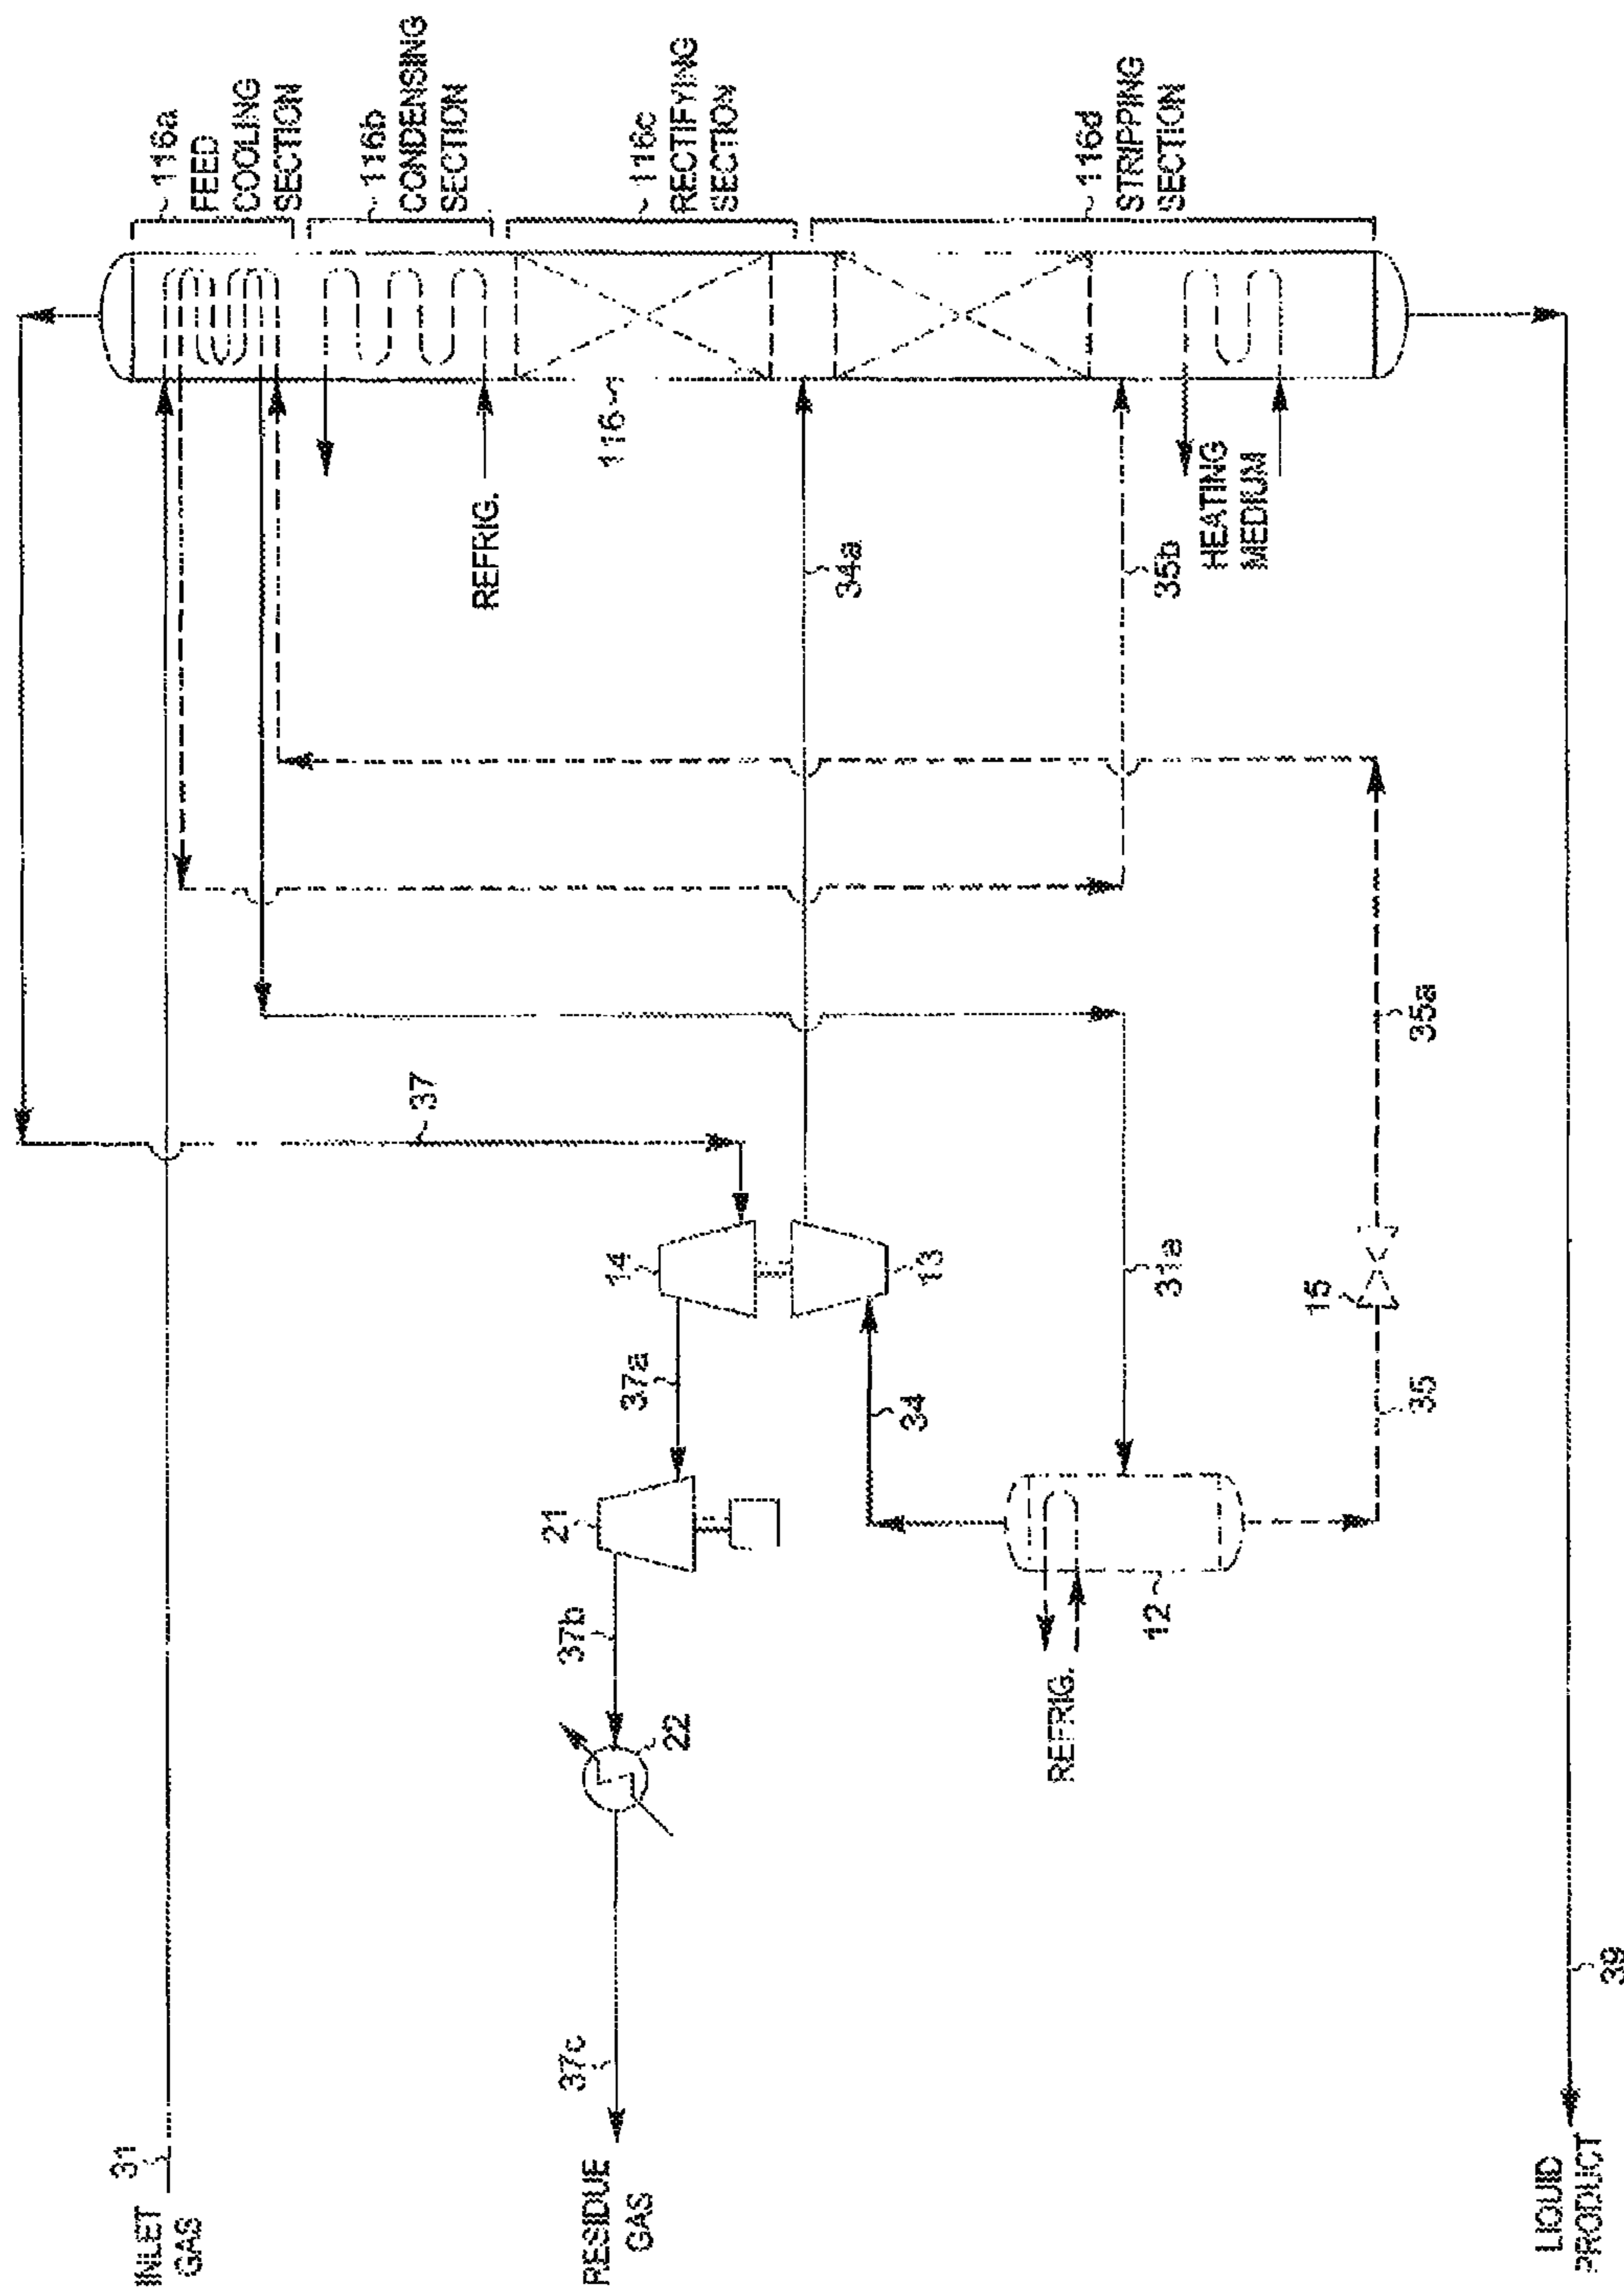 31
INLET
GAS
37
116a
FEED
COOLING
SECTION
116b
CONDENSING
SECTION
REFRIG.
116
116c
RECTIFYING
SECTION
37c
RESIDUE
GAS
37b
22
21
37a
14
13
34
34a
REFRIG.
12
31a
35b
116d
STRIPPING
SECTION
HEATING
MEDIUM
15
35
35a
LIQUID
PRODUCT
39